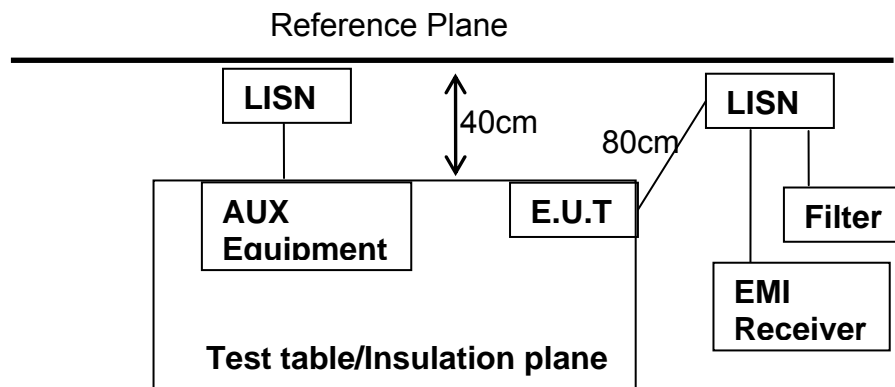 Reference Plane
LISN
40cm
80cm
LISN
AUX
Equipment
E.U.T
Filter
EMI
Receiver
Test table/Insulation plane